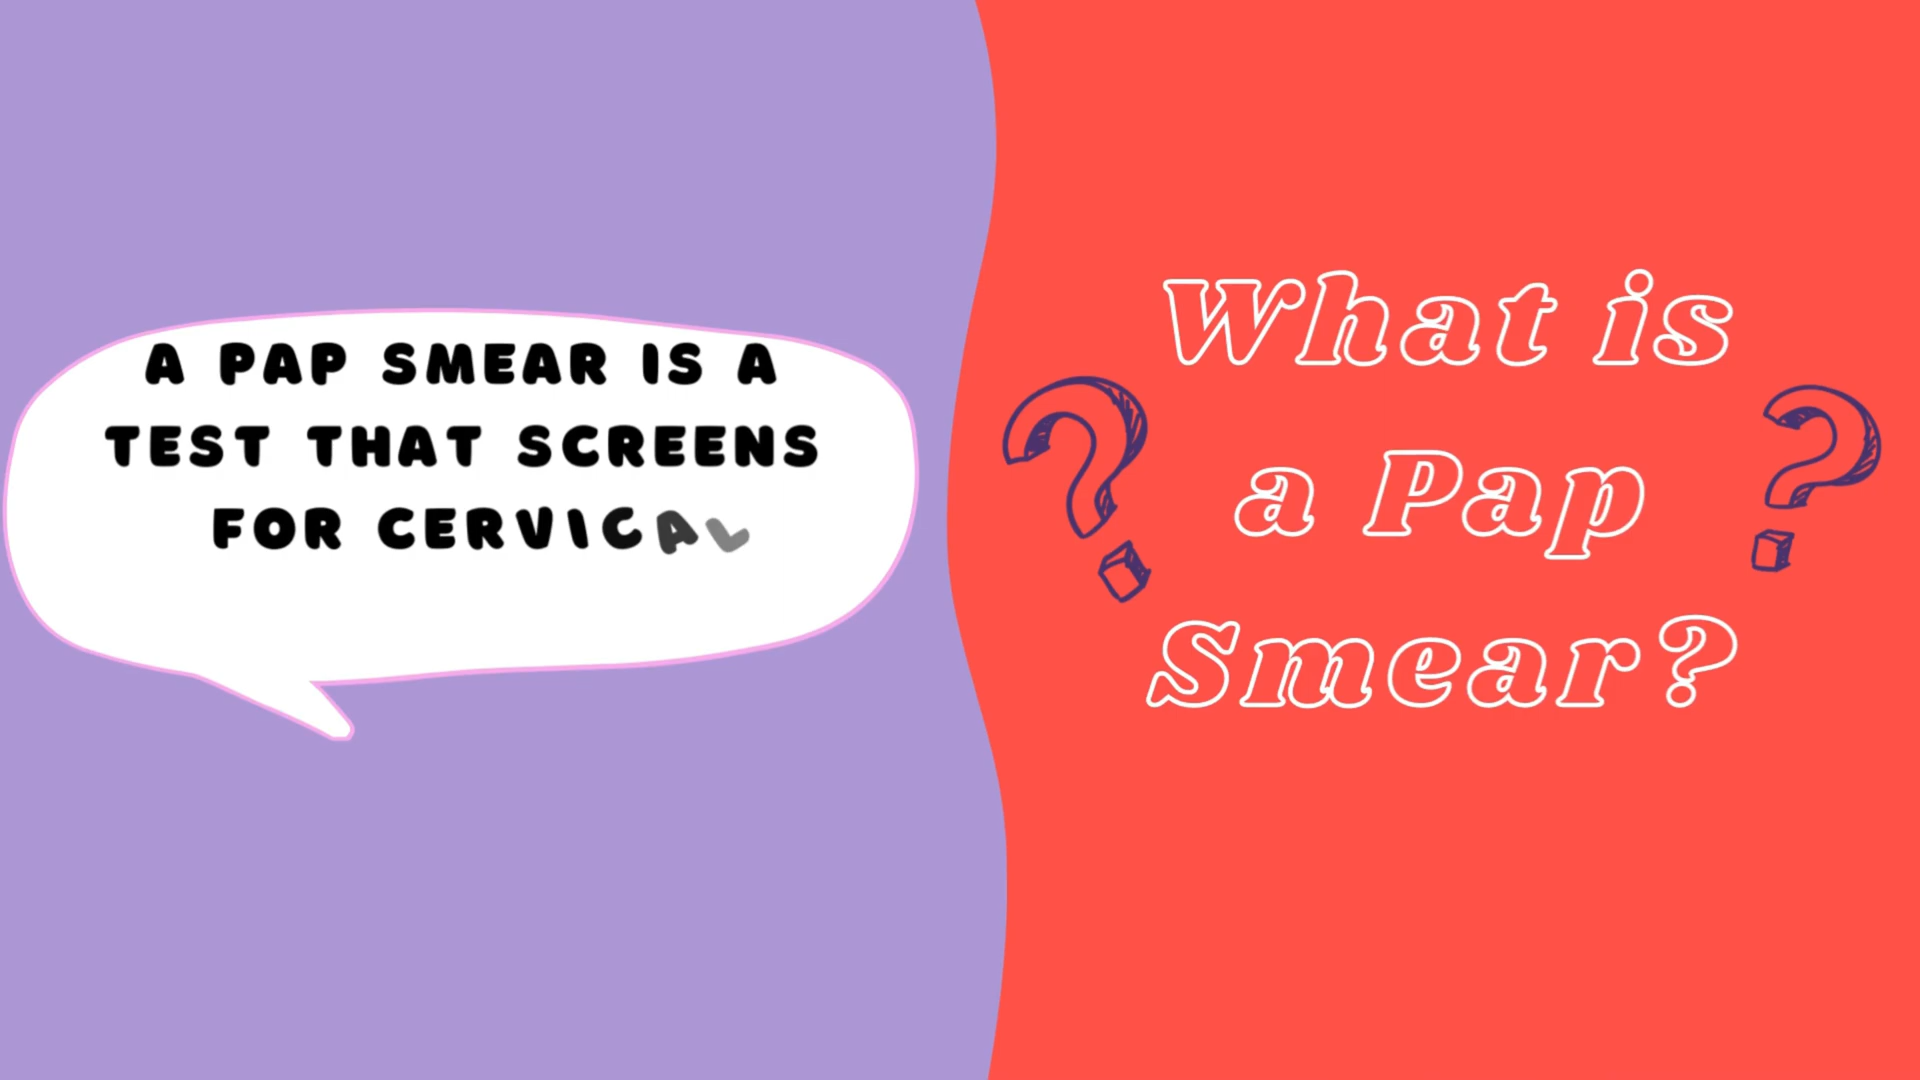 A PAP SMEAR IS A
TEST THAT SCREENS
FOR CERVICAL
What is
a Pap
Smear?
? ?